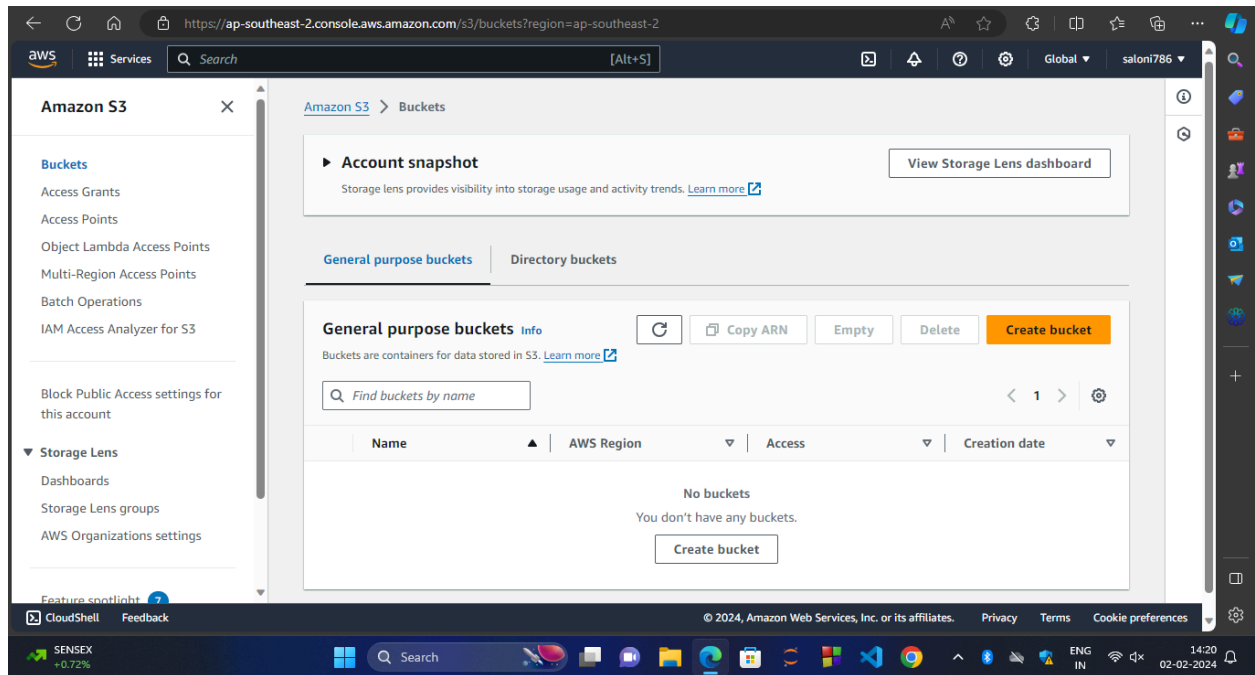 https://ap-southeast-2.console.aws.amazon.com/s3/buckets?region=ap-southeast-2
aws Services Search [Alt+S] Global saloni786
Amazon S3
Buckets
Access Grants
Access Points
Object Lambda Access Points
Multi-Region Access Points
Batch Operations
IAM Access Analyzer for S3
Block Public Access settings for
this account
Storage Lens
Dashboards
Storage Lens groups
AWS Organizations settings
Feature spotlight 7
Amazon S3 > Buckets
Account snapshot
View Storage Lens dashboard
Storage lens provides visibility into storage usage and activity trends. Learn more
General purpose buckets Directory buckets
General purpose buckets Info
Copy ARN Empty Delete Create bucket
Buckets are containers for data stored in S3. Learn more
Find buckets by name
1
Name AWS Region Access Creation date
No buckets
You don't have any buckets.
Create bucket
CloudShell Feedback © 2024, Amazon Web Services, Inc. or its affiliates. Privacy Terms Cookie preferences
SENSEX
+0.72%
Search
ENG
IN
14:20
02-02-2024